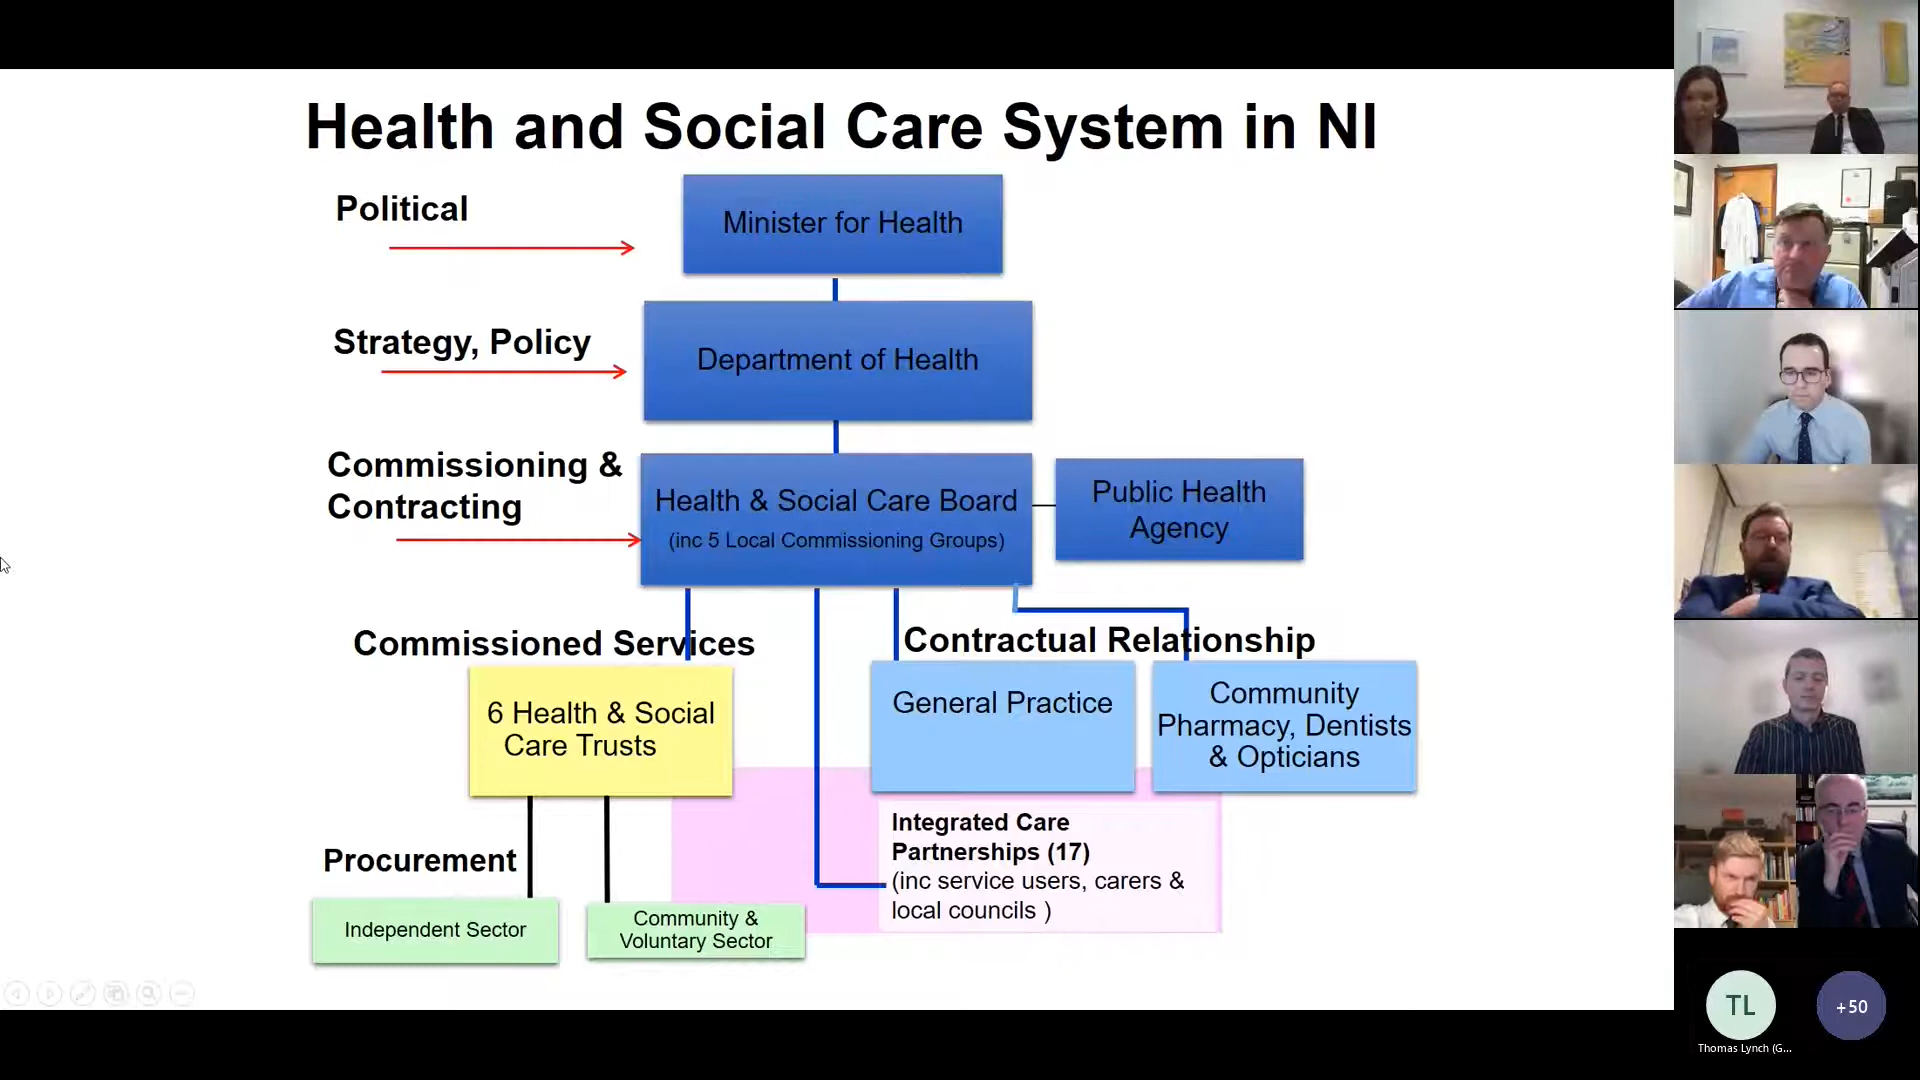 Health and Social Care System in NI
Political
Minister for Health
Strategy, Policy
Department of Health
Commissioning &
Contracting
Health & Social Care Board
(inc 5 Local Commissioning Groups)
Public Health
Agency
Commissioned Services
Contractual Relationship
6 Health & Social
Care Trusts
General Practice
Community
Pharmacy, Dentists
& Opticians
Integrated Care
Partnerships (17)
(inc service users, carers &
local councils )
Procurement
Independent Sector
Community &
Voluntary Sector
TL
+50
Thomas Lynch (G...